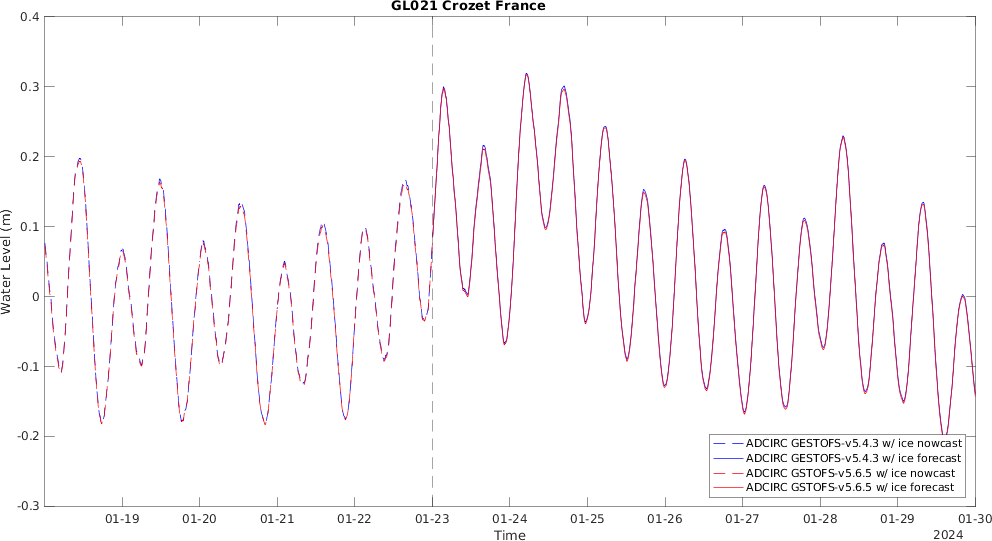 GL021 Crozet France
0.4
0.3
0.2
0.1
0
-0.1
-0.2
-0.3
Water Level (m)
ADCIRC GESTOFS-v5.4.3 w/ ice nowcast
ADCIRC GESTOFS-v5.4.3 w/ ice forecast
ADCIRC GSTOFS-v5.6.5 w/ ice nowcast
ADCIRC GSTOFS-v5.6.5 w/ ice forecast
01-19 01-20 01-21 01-22 01-23 01-24 01-25 01-26 01-27 01-28 01-29 01-30
Time
2024